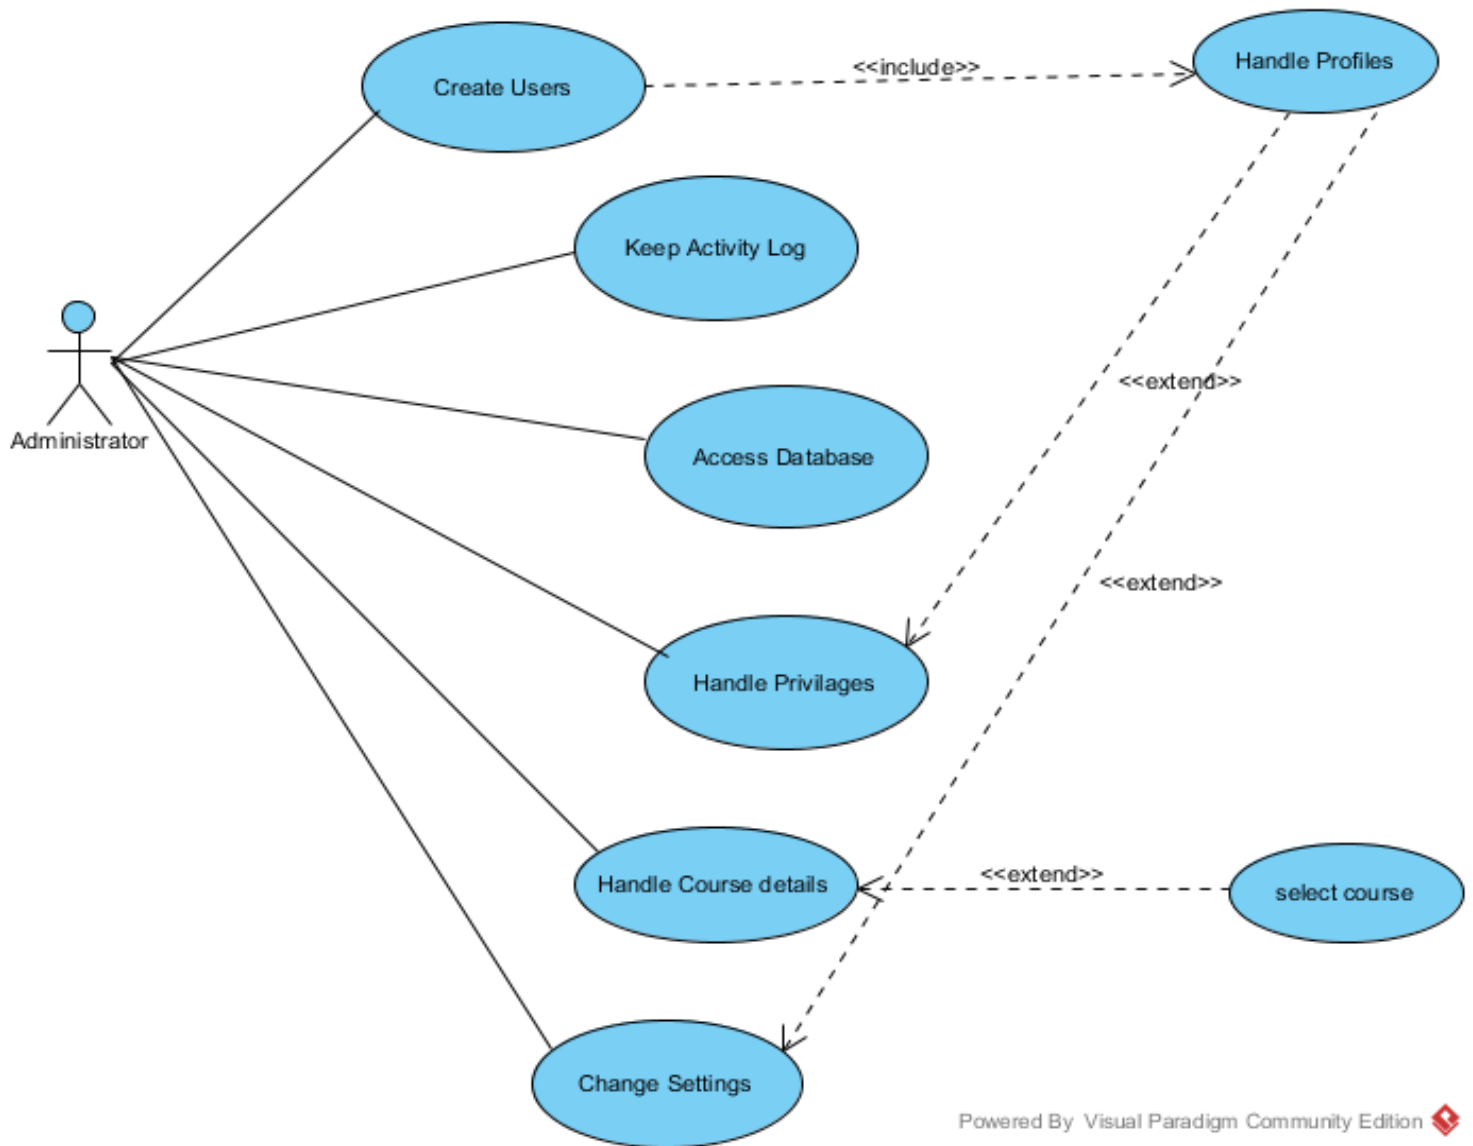 Create Users
<<include>>
Handle Profiles
Keep Activity Log
Administrator
<<extend>>
Access Database
<<extend>>
Handle Privilages
Handle Course details
<<extend>>
select course
Change Settings
Powered By Visual Paradigm Community Edition